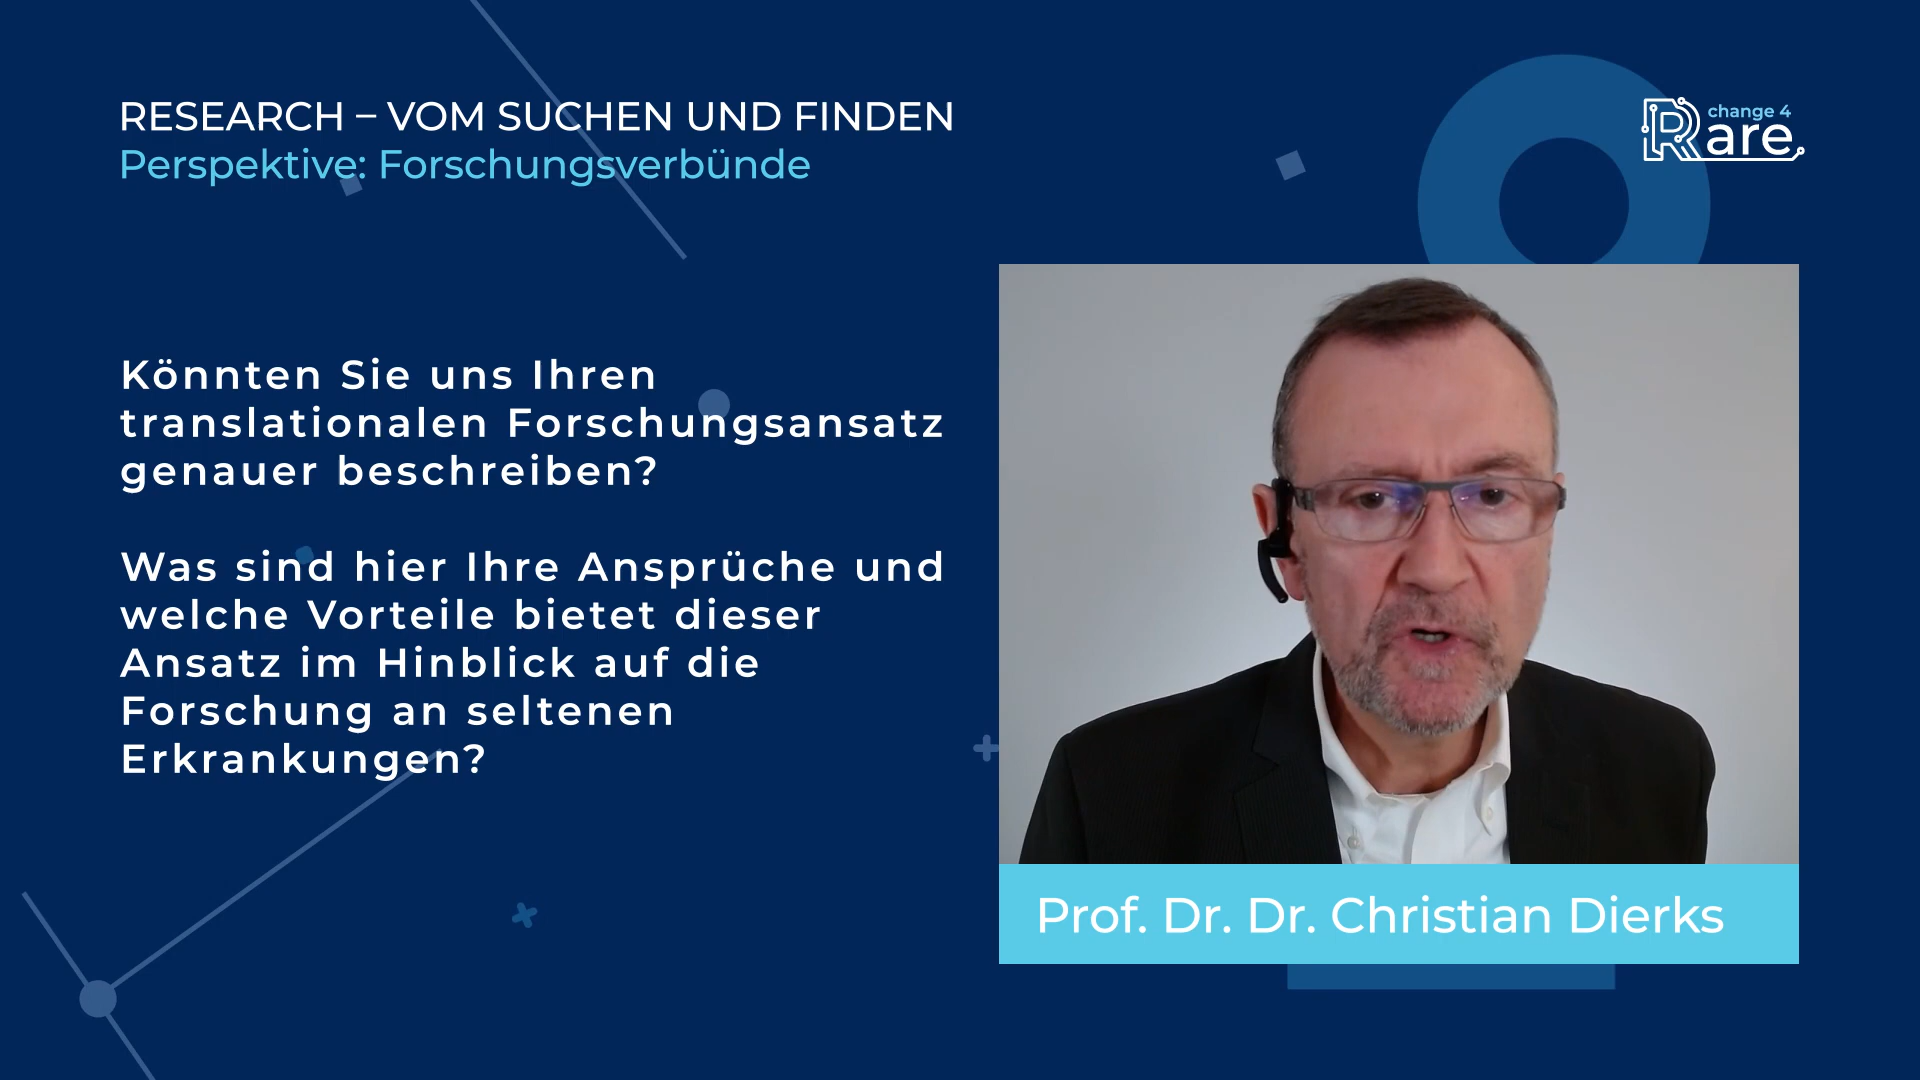 RESEARCH – VOM SUCHEN UND FINDEN
Perspektive: Forschungsverbünde
change 4
Rare
Könnten Sie uns Ihren
translationalen Forschungsansatz
genauer beschreiben?
Was sind hier Ihre Ansprüche und
welche Vorteile bietet dieser
Ansatz im Hinblick auf die
Forschung an seltenen
Erkrankungen?
Prof. Dr. Dr. Christian Dierks